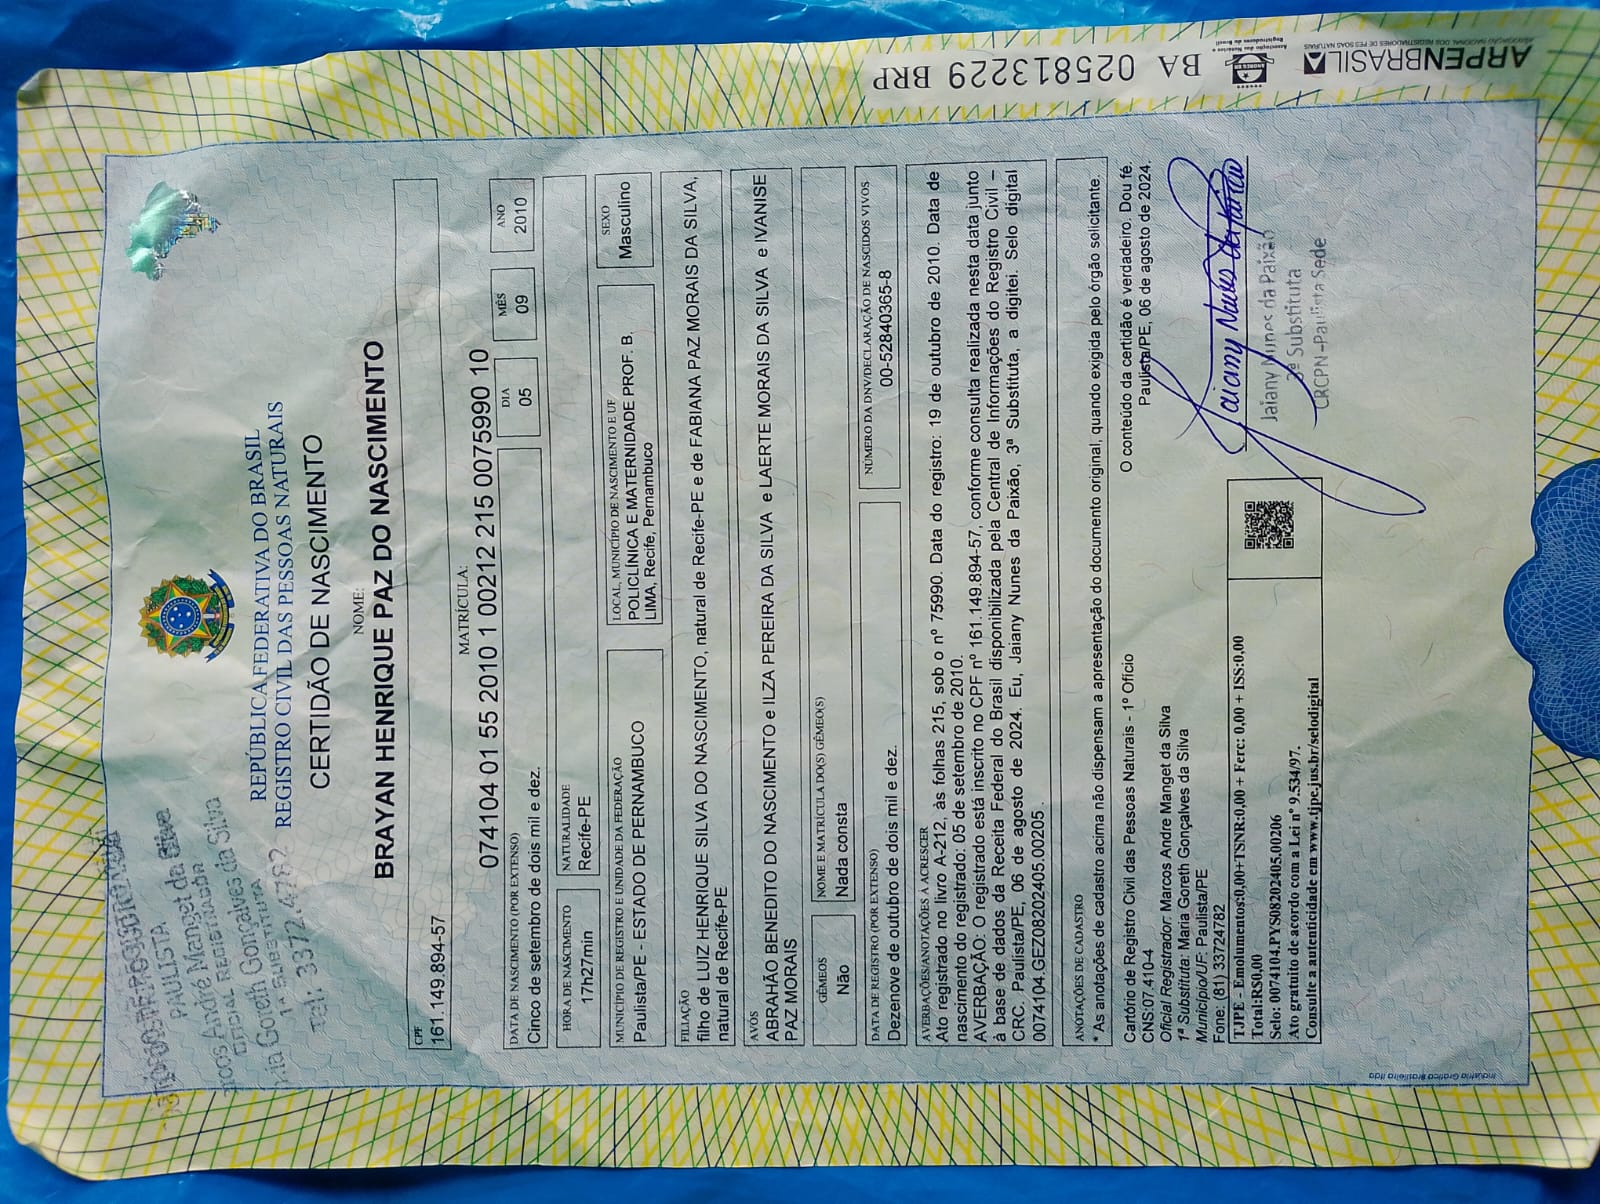 PAULISTA
OFICIAL REGISTRADOR
1ª SUBSTITUTA
Tel: 3372.4782
REPÚBLICA FEDERATIVA DO BRASIL
REGISTRO CIVIL DAS PESSOAS NATURAIS
CERTIDÃO DE NASCIMENTO
NOME:
BRAYAN HENRIQUE PAZ DO NASCIMENTO
CPF
161.149.894-57
MATRÍCULA:
074104 01 55 2010 1 00212 215 0075990 10
DATA DE NASCIMENTO (POR EXTENSO)
Cinco de setembro de dois mil e dez.
DIA
05
MÊS
09
ANO
2010
HORA DE NASCIMENTO
17h27min
NATURALIDADE
Recife-PE
MUNICÍPIO DE REGISTRO E UNIDADE DA FEDERAÇÃO
Paulista/PE - ESTADO DE PERNAMBUCO
LOCAL, MUNICÍPIO DE NASCIMENTO E UF
POLICLÍNICA E MATERNIDADE PROF. B.
LIMA, Recife, Pernambuco
SEXO
Masculino
FILIAÇÃO
filho de LUIZ HENRIQUE SILVA DO NASCIMENTO, natural de Recife-PE e de FABIANA PAZ MORAIS DA SILVA,
natural de Recife-PE
AVÓS
ABRAHÃO BENEDITO DO NASCIMENTO e ILZA PEREIRA DA SILVA e LAERTE MORAIS DA SILVA e IVANISE
PAZ MORAIS
GÊMEOS
Não
NOME E MATRÍCULA DO(S) GÊMEO(S)
Nada consta
DATA DE REGISTRO (POR EXTENSO)
Dezenove de outubro de dois mil e dez.
NÚMERO DA DNV/DECLARAÇÃO DE NASCIDOS VIVOS
00-52840365-8
AVERBAÇÕES/ANOTAÇÕES A ACRESCER
Ato registrado no livro A-212, às folhas 215, sob o nº 75990. Data do registro: 19 de outubro de 2010. Data de
nascimento do registrado: 05 de setembro de 2010.
AVERBAÇÃO: O registrado está inscrito no CPF nº 161.149.894-57, conforme consulta realizada nesta data junto
à base de dados da Receita Federal do Brasil disponibilizada pela Central de Informações do Registro Civil –
CRC. Paulista/PE, 06 de agosto de 2024. Eu, Jaiany Nunes da Paixão, 3ª Substituta, a digitei. Selo digital
0074104.GEZ08202405.00205.
ANOTAÇÕES DE CADASTRO
* As anotações de cadastro acima não dispensam a apresentação do documento original, quando exigida pelo órgão solicitante.
Cartório de Registro Civil das Pessoas Naturais - 1º Ofício
CNS:07.410-4
Oficial Registrador: Marcos Andre Manget da Silva
1ª Substituta: Maria Goreth Gonçalves da Silva
Município/UF: Paulista/PE
Fone: (81) 33724782
O conteúdo da certidão é verdadeiro. Dou fé.
Paulista/PE, 06 de agosto de 2024.
Jaiany Nunes da Paixão
Jaiany Nunes da Paixão
3ª Substituta
CRCPN-Paulista Sede
TJPE - Emolumentos:0,00+TSNR:0,00 + Ferc: 0,00 + ISS:0,00
Total:R$0,00
Selo: 0074104.PYS08202405.00206
Ato gratuito de acordo com a Lei nº 9.534/97.
Consulte a autenticidade em www.tjpe.jus.br/selodigital
ARPENBRASIL
ASSOCIAÇÃO NACIONAL DOS REGISTRADORES DE PESSOAS NATURAIS
BA 025813229 BRP